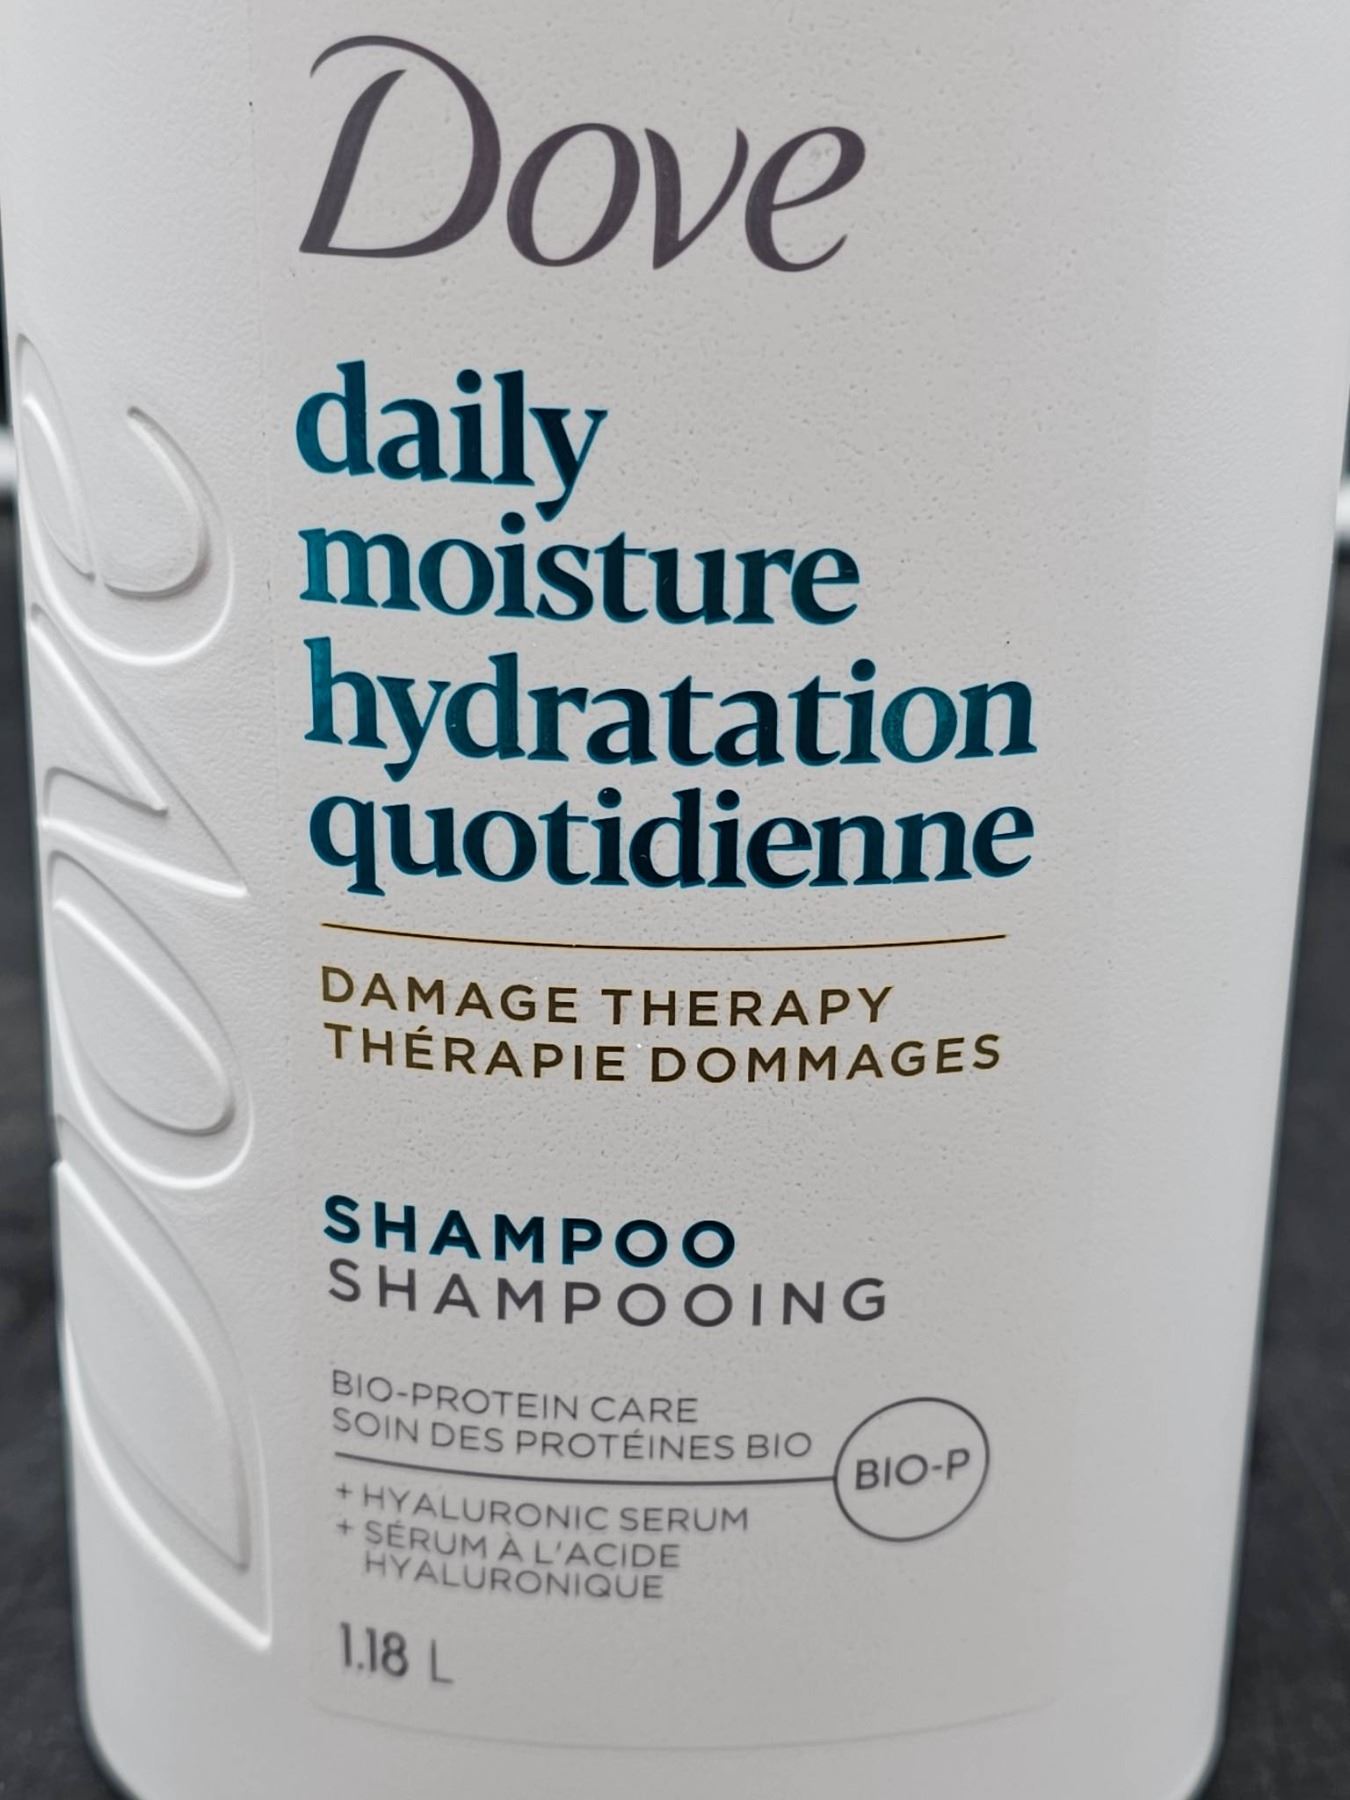 Dove
daily
moisture
hydratation
quotidienne
DAMAGE THERAPY
THÉRAPIE DOMMAGES
SHAMPOO
SHAMPOOING
BIO-PROTEIN CARE
SOIN DES PROTÉINES BIO
BIO-P
+ HYALURONIC SERUM
+ SÉRUM À L'ACIDE
HYALURONIQUE
1.18 L
Dove